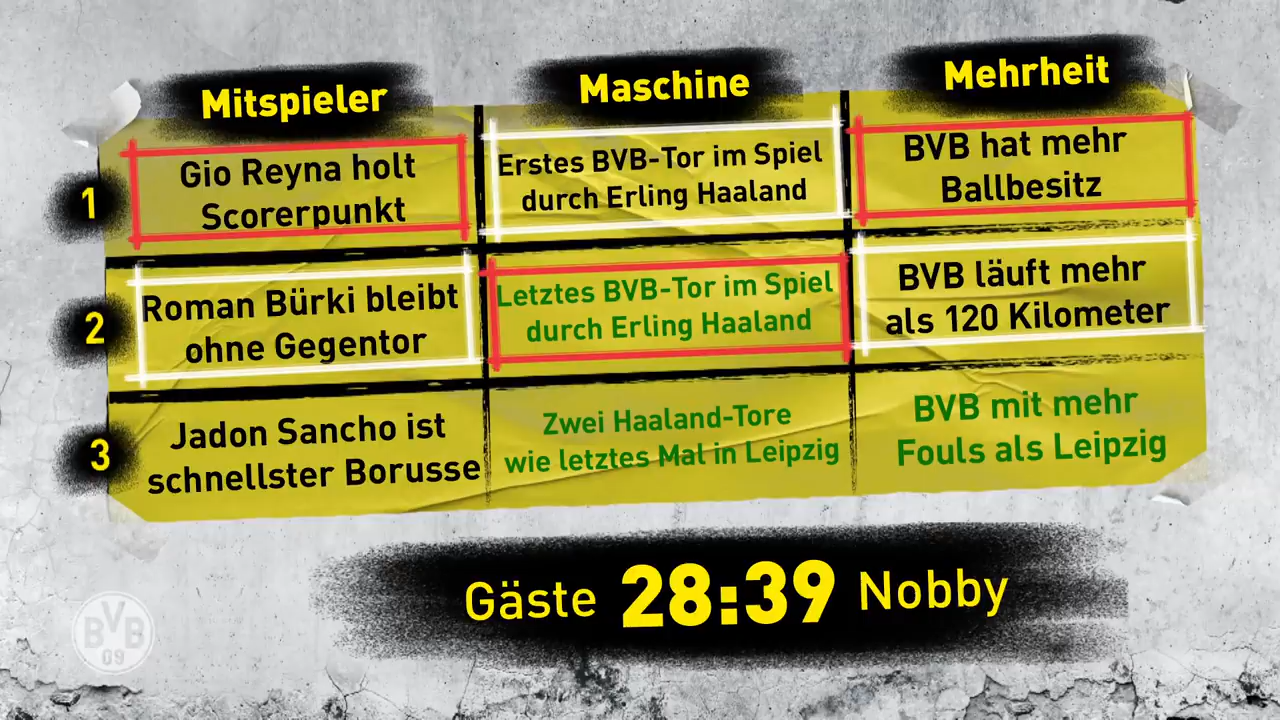 Mitspieler
Maschine
Mehrheit
1
Gio Reyna holt
Scorerpunkt
Erstes BVB-Tor im Spiel
durch Erling Haaland
BVB hat mehr
Ballbesitz
2
Roman Bürki bleibt
ohne Gegentor
Letztes BVB-Tor im Spiel
durch Erling Haaland
BVB läuft mehr
als 120 Kilometer
3
Jadon Sancho ist
schnellster Borusse
Zwei Haaland-Tore
wie letztes Mal in Leipzig
BVB mit mehr
Fouls als Leipzig
Gäste 28:39 Nobby
BVB
09